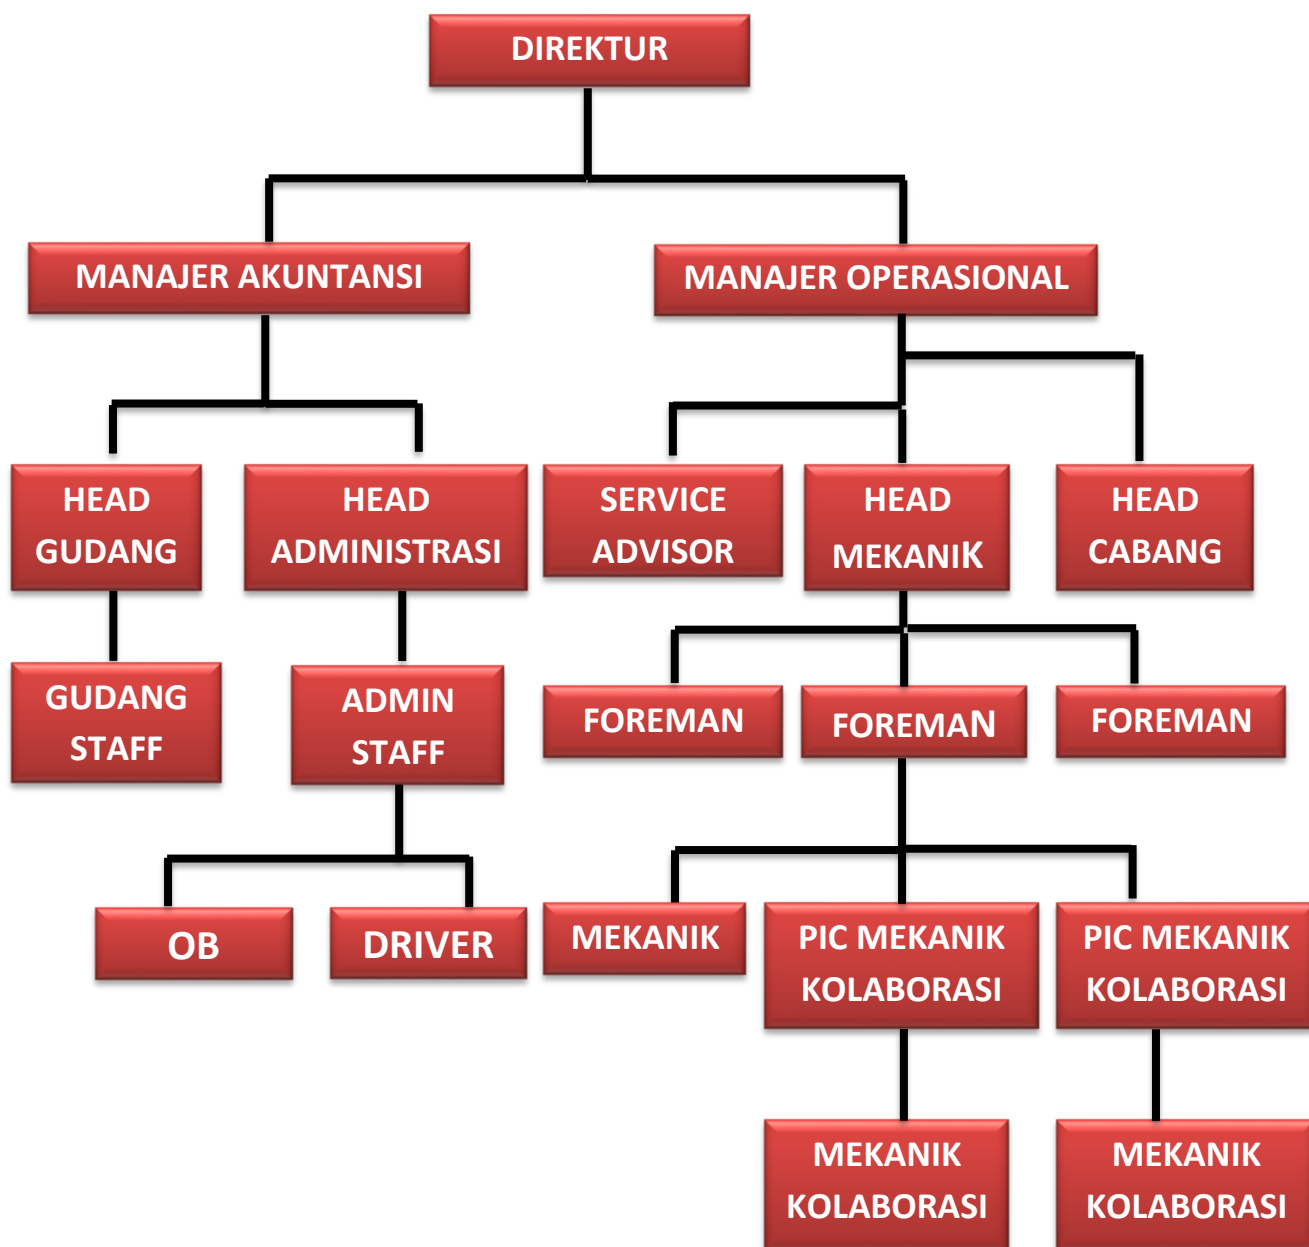 DIREKTUR
MANAJER AKUNTANSI
MANAJER OPERASIONAL
HEAD
GUDANG
HEAD
ADMINISTRASI
SERVICE
ADVISOR
HEAD
MEKANIK
HEAD
CABANG
GUDANG
STAFF
ADMIN
STAFF
FOREMAN
FOREMAN
FOREMAN
OB
DRIVER
MEKANIK
PIC MEKANIK
KOLABORASI
PIC MEKANIK
KOLABORASI
MEKANIK
KOLABORASI
MEKANIK
KOLABORASI